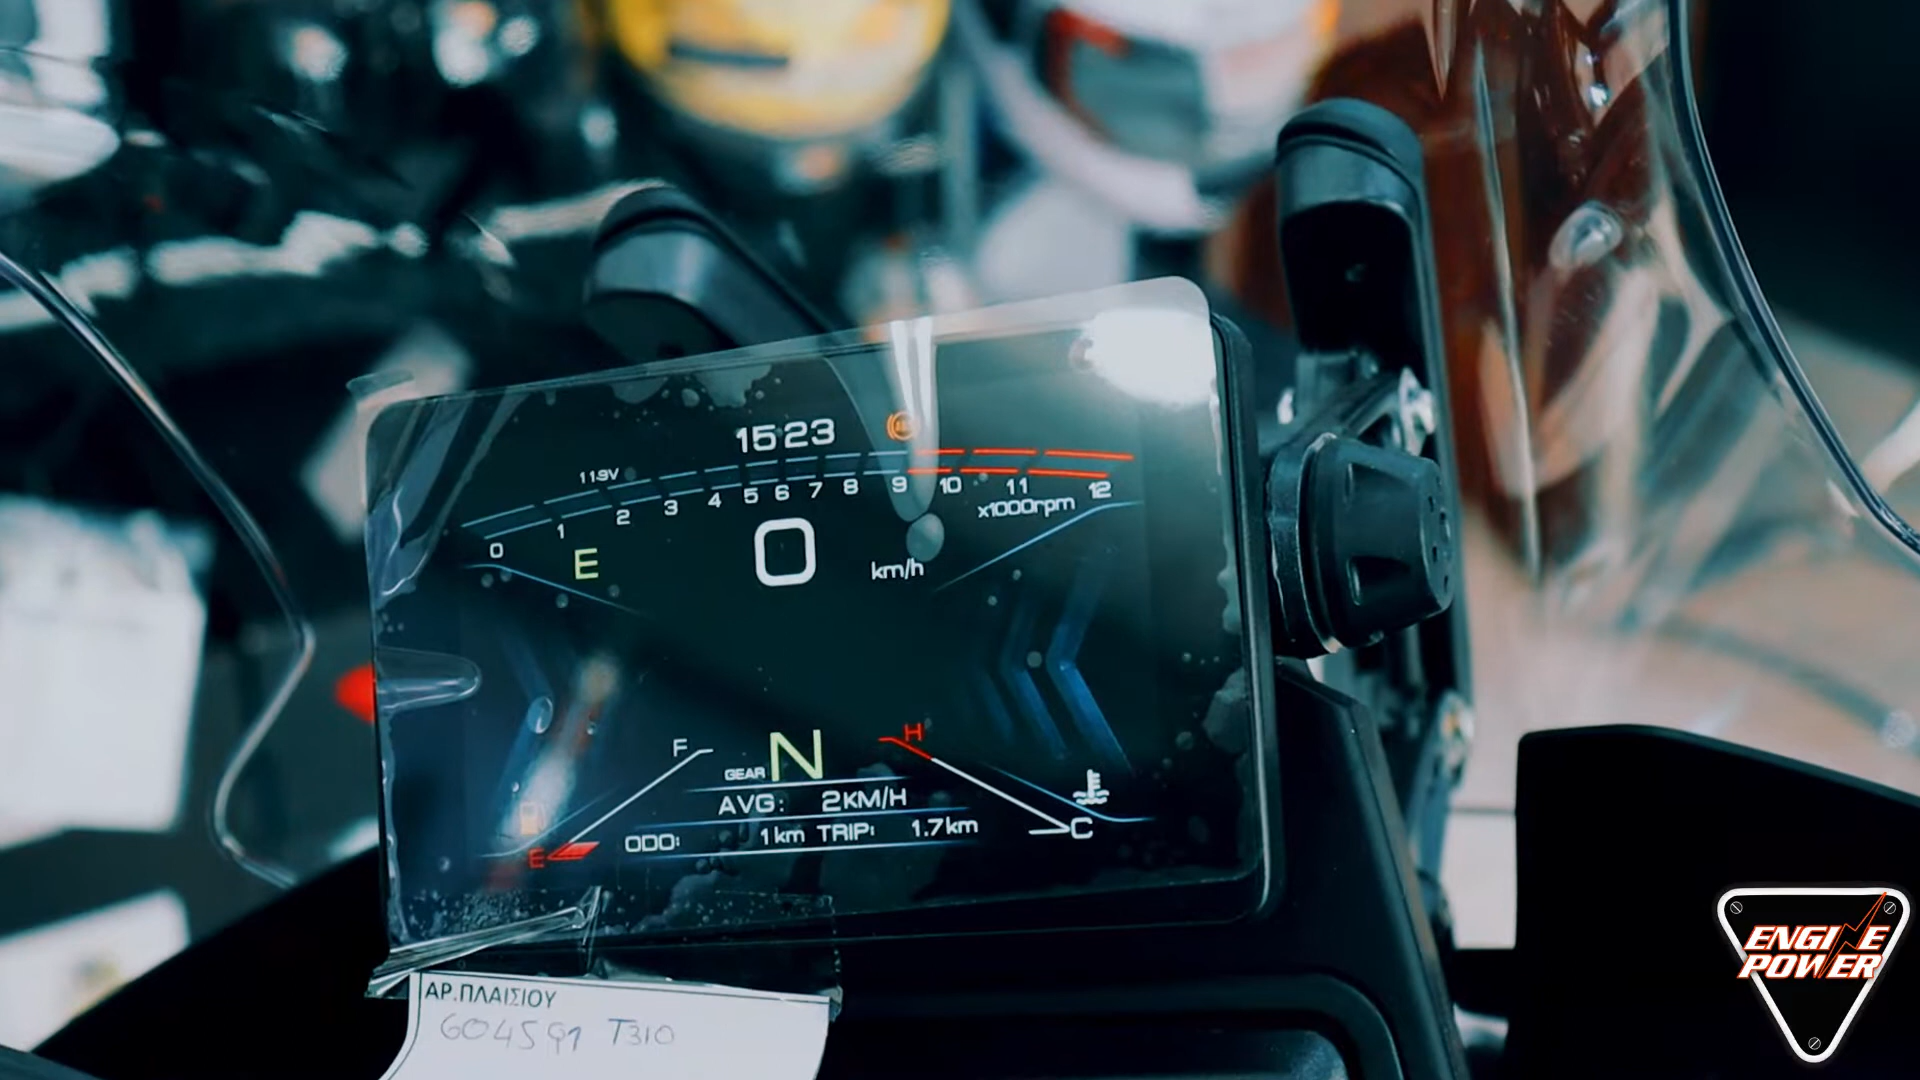 15:23
11.9V
0 1 2 3 4 5 6 7 8 9 10 11 12
x1000rpm
E
0
km/h
F
H
GEAR N
AVG: 2KM/H
ODO: 1km TRIP: 1.7km
E
C
ΑΡ.ΠΛΑΙΣΙΟΥ
604591 T310
ENGINE
POWER